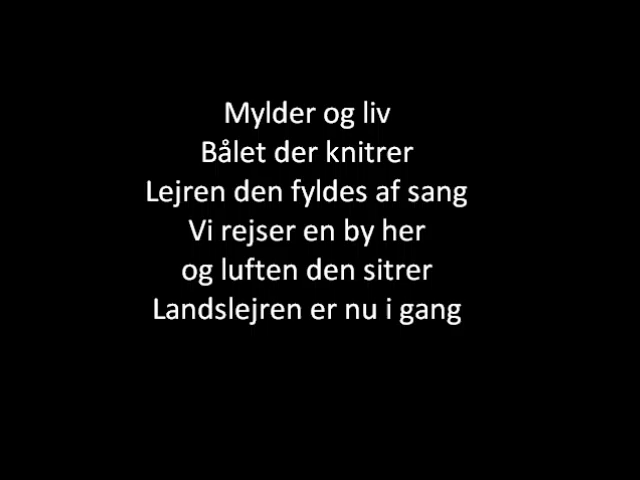 Mylder og liv
Bålet der knitrer
Lejren den fyldes af sang
Vi rejser en by her
og luften den sitrer
Landslejren er nu i gang